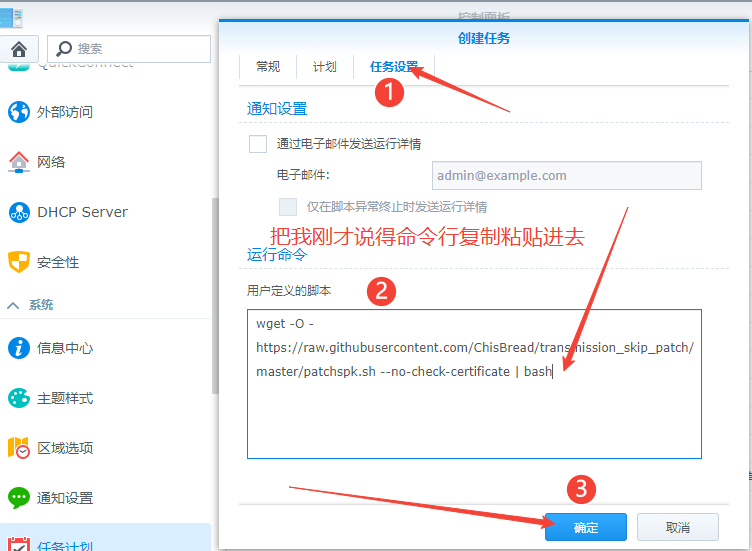 控制面板
搜索
QuickConnect
外部访问
网络
DHCP Server
安全性
系统
信息中心
主题样式
区域选项
通知设置
任务计划
创建任务
常规
计划
任务设置
1
通知设置
通过电子邮件发送运行详情
电子邮件:
admin@example.com
仅在脚本异常终止时发送运行详情
把我刚才说得命令行复制粘贴进去
运行命令
用户定义的脚本
2
wget -O -
https://raw.githubusercontent.com/ChisBread/transmission_skip_patch/
master/patchspk.sh --no-check-certificate | bash
3
确定
取消